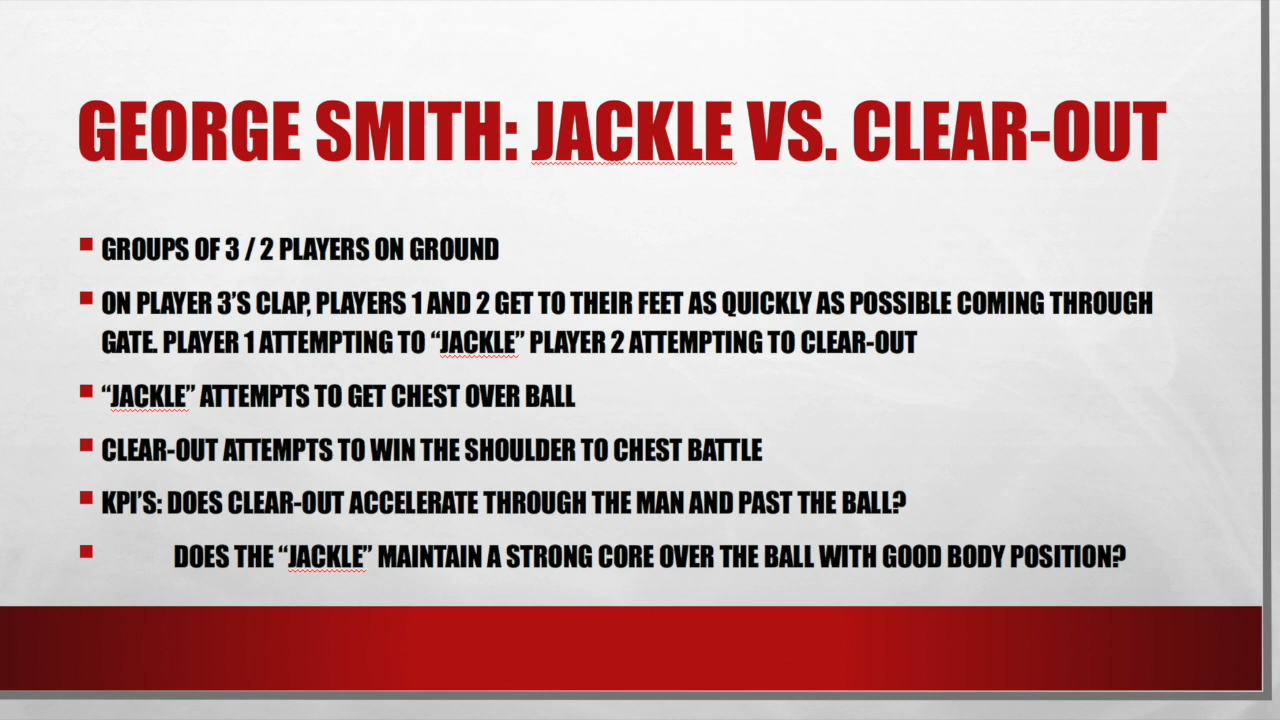 GEORGE SMITH: JACKLE VS. CLEAR-OUT
GROUPS OF 3 / 2 PLAYERS ON GROUND
ON PLAYER 3’S CLAP, PLAYERS 1 AND 2 GET TO THEIR FEET AS QUICKLY AS POSSIBLE COMING THROUGH
GATE. PLAYER 1 ATTEMPTING TO “JACKLE” PLAYER 2 ATTEMPTING TO CLEAR-OUT
“JACKLE” ATTEMPTS TO GET CHEST OVER BALL
CLEAR-OUT ATTEMPTS TO WIN THE SHOULDER TO CHEST BATTLE
KPI’S: DOES CLEAR-OUT ACCELERATE THROUGH THE MAN AND PAST THE BALL?
DOES THE “JACKLE” MAINTAIN A STRONG CORE OVER THE BALL WITH GOOD BODY POSITION?